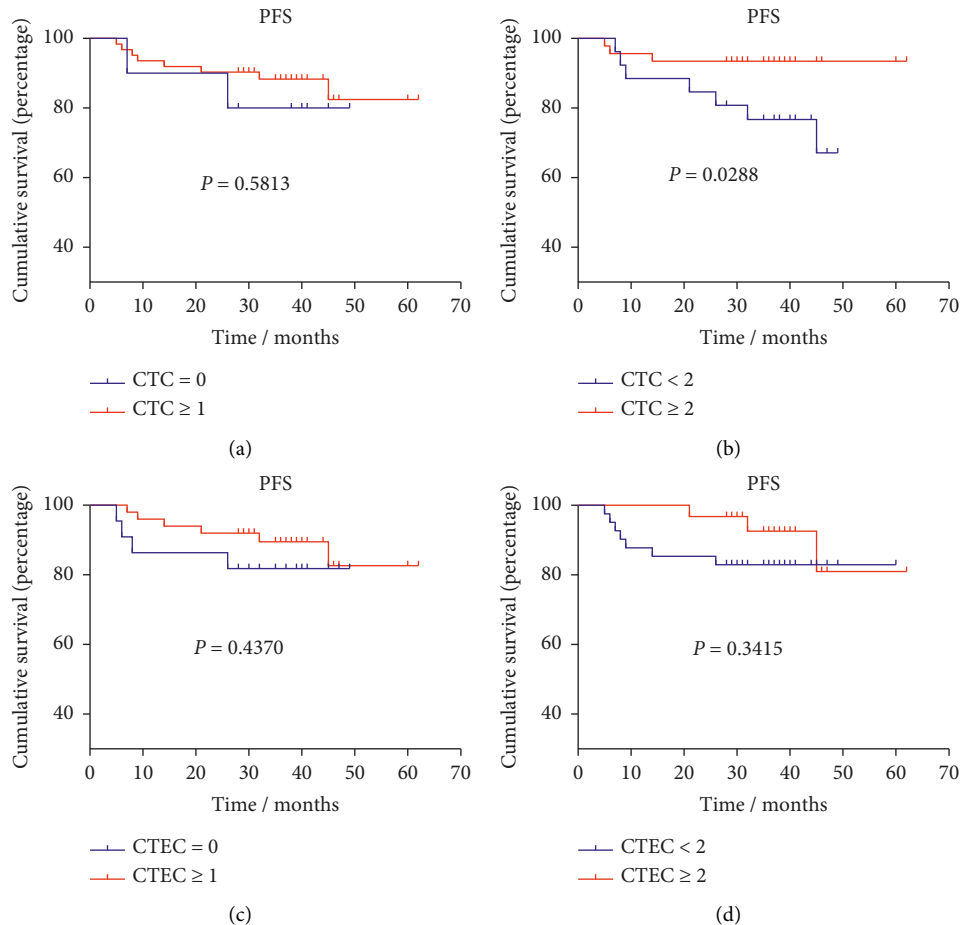 PFS
Cumulative survival (percentage)
100
80
60
40
P = 0.5813
0 10 20 30 40 50 60 70
Time / months
CTC = 0
CTC ≥ 1
(a)
PFS
Cumulative survival (percentage)
100
80
60
40
P = 0.0288
0 10 20 30 40 50 60 70
Time / months
CTC < 2
CTC ≥ 2
(b)
PFS
Cumulative survival (percentage)
100
80
60
40
P = 0.4370
0 10 20 30 40 50 60 70
Time / months
CTEC = 0
CTEC ≥ 1
(c)
PFS
Cumulative survival (percentage)
100
80
60
40
P = 0.3415
0 10 20 30 40 50 60 70
Time / months
CTEC < 2
CTEC ≥ 2
(d)